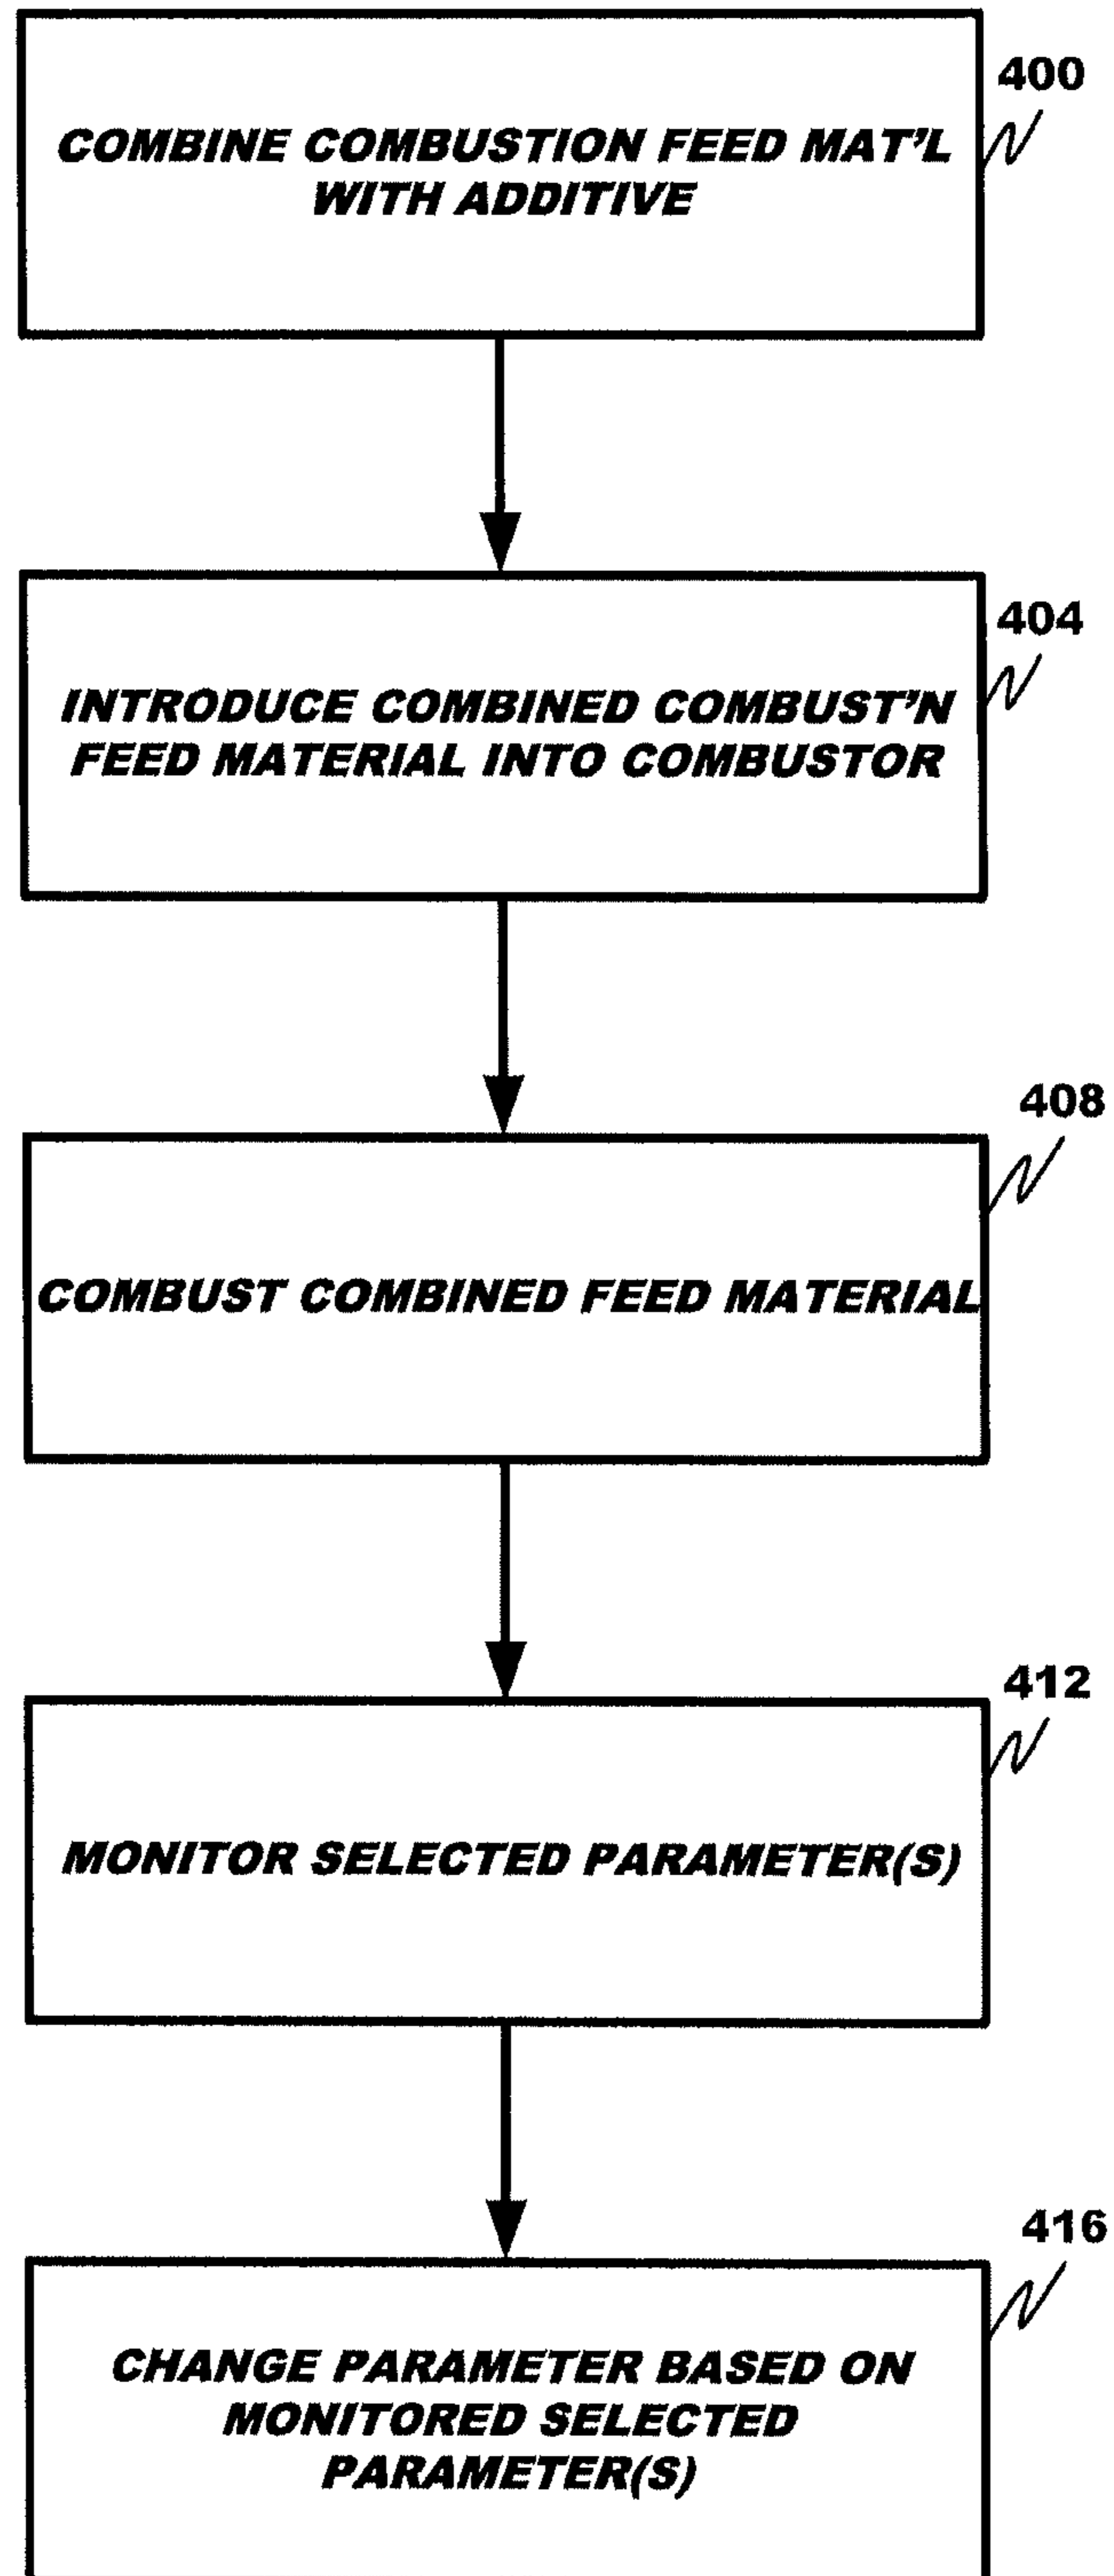 400
COMBINE COMBUSTION FEED MAT'L
WITH ADDITIVE
404
INTRODUCE COMBINED COMBUST'N
FEED MATERIAL INTO COMBUSTOR
408
COMBUST COMBINED FEED MATERIAL
412
MONITOR SELECTED PARAMETER(S)
416
CHANGE PARAMETER BASED ON
MONITORED SELECTED
PARAMETER(S)